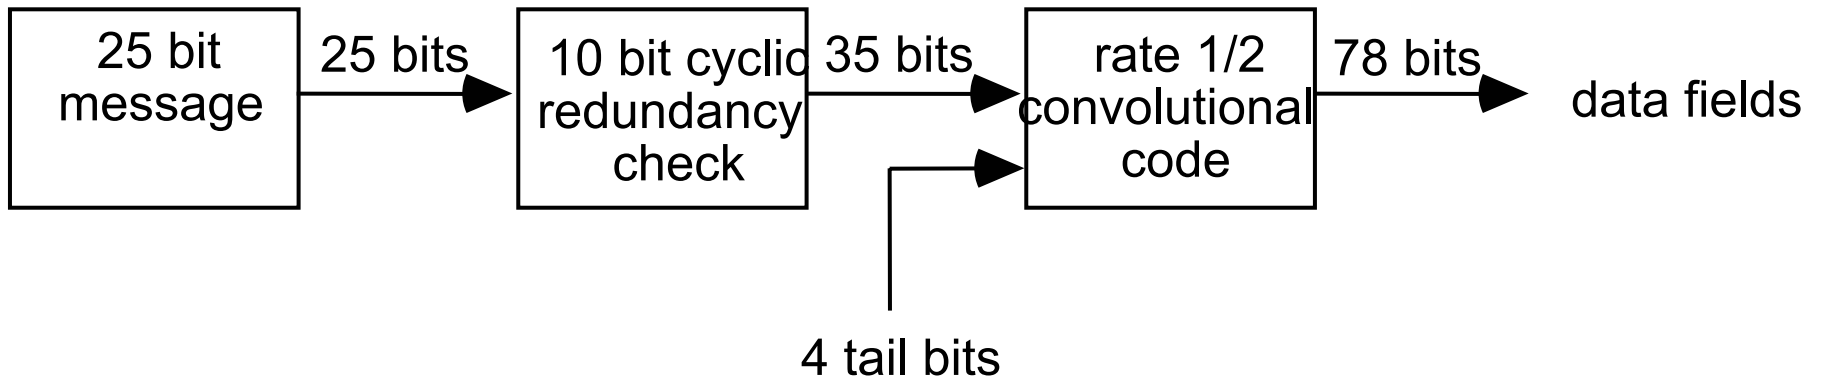 25 bit
message
25 bits
10 bit cyclic
redundancy
check
35 bits
rate 1/2
convolutional
code
78 bits
data fields
4 tail bits